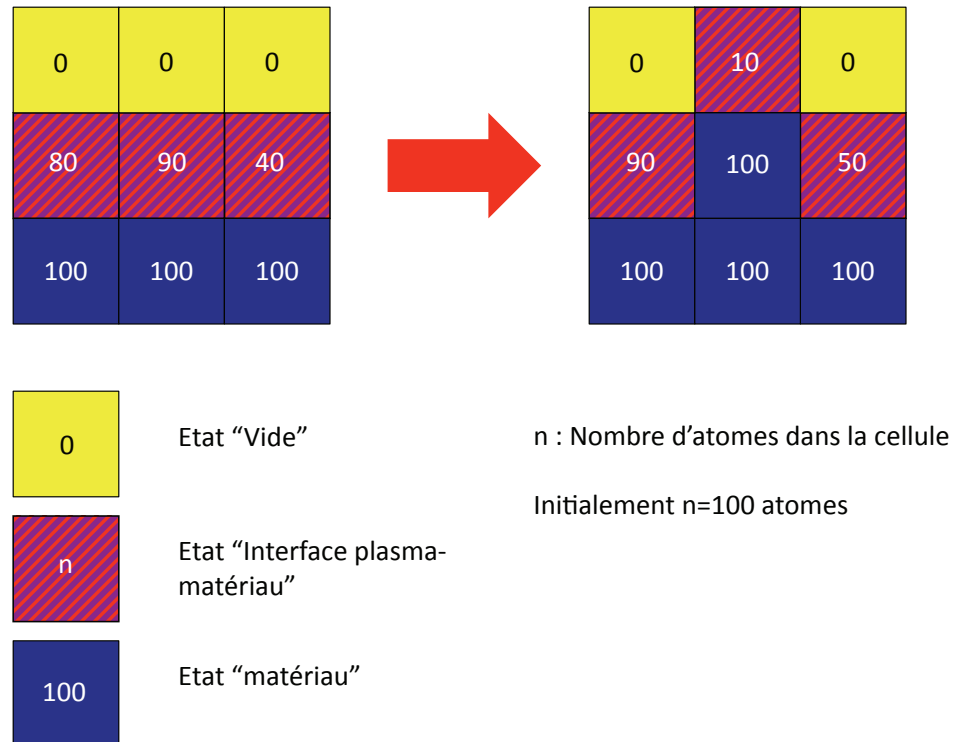 0 0 0
80 90 40
100 100 100
0 10 0
90 100 50
100 100 100
0
Etat “Vide”
n
Etat “Interface plasma-
matériau”
100
Etat “matériau”
n : Nombre d’atomes dans la cellule
Initialement n=100 atomes